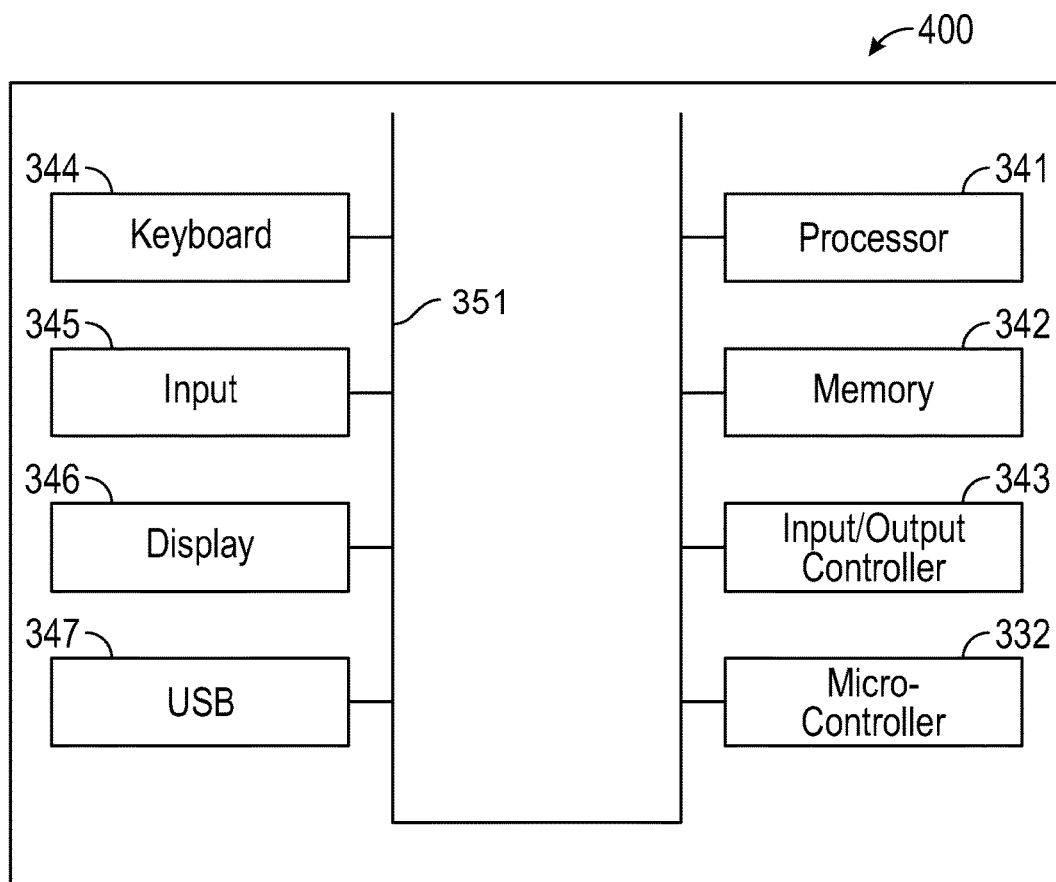 400
344
Keyboard
341
Processor
351
345
Input
342
Memory
346
Display
343
Input/Output
Controller
347
USB
332
Micro-
Controller